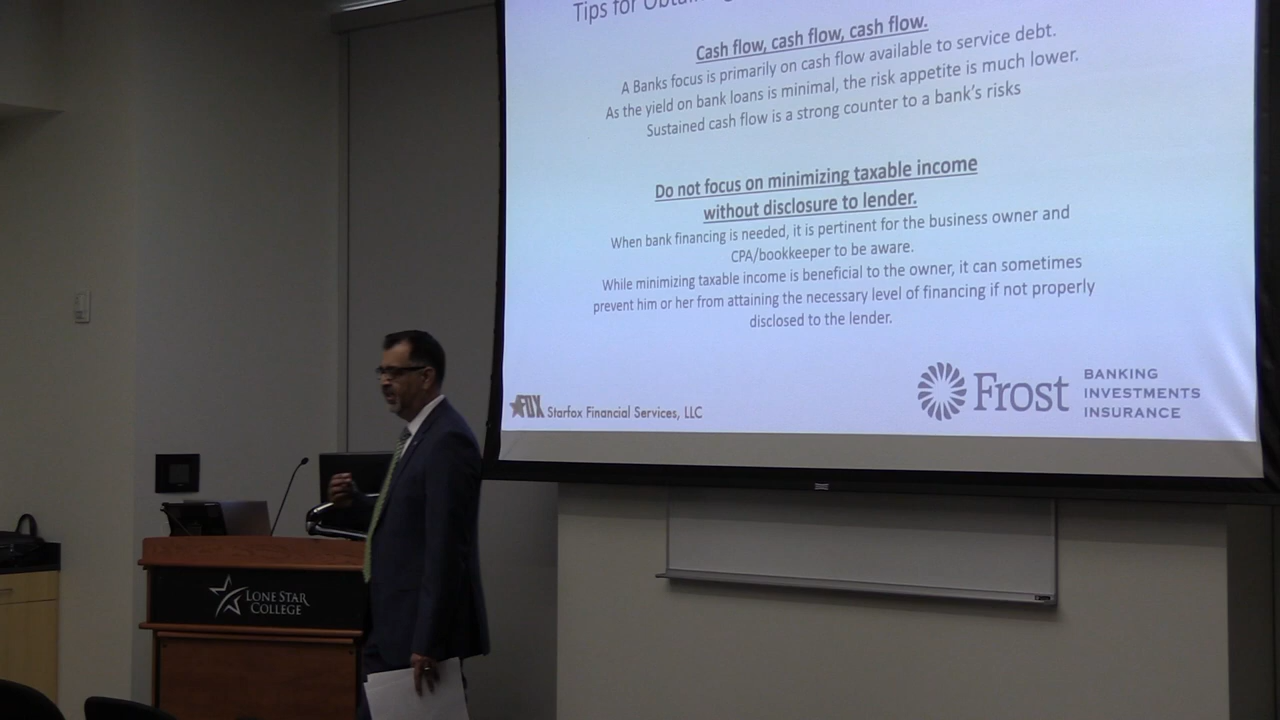 Tips for
Cash flow, cash flow, cash flow.
A Banks focus is primarily on cash flow available to service debt.
As the yield on bank loans is minimal, the risk appetite is much lower.
Sustained cash flow is a strong counter to a bank's risks
Do not focus on minimizing taxable income
without disclosure to lender.
When bank financing is needed, it is pertinent for the business owner and
CPA/bookkeeper to be aware.
While minimizing taxable income is beneficial to the owner, it can sometimes
prevent him or her from attaining the necessary level of financing if not properly
disclosed to the lender.
FOX Starfox Financial Services, LLC
Frost
BANKING
INVESTMENTS
INSURANCE
LONE STAR
COLLEGE